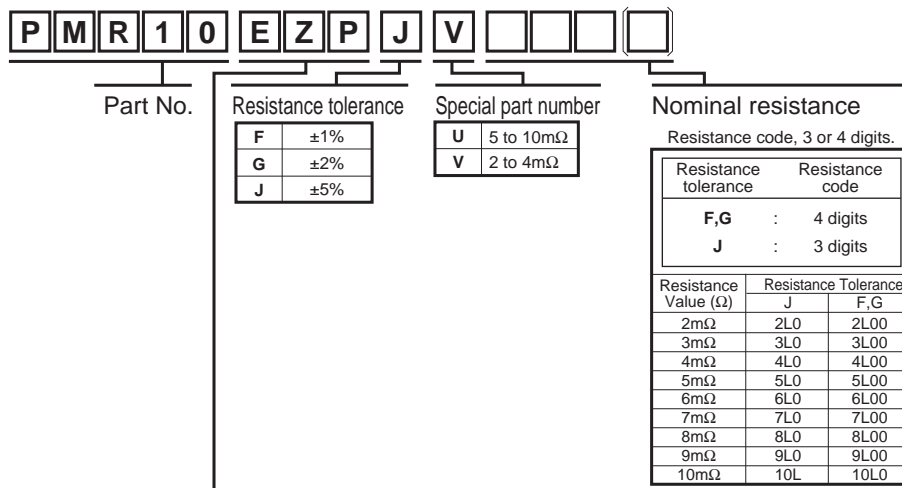 PMR10 EZP J V
Part No.
Resistance tolerance
F ±1%
G ±2%
J ±5%
Special part number
U 5 to 10mΩ
V 2 to 4mΩ
Nominal resistance
Resistance code, 3 or 4 digits.
Resistance tolerance Resistance code
F,G : 4 digits
J : 3 digits
Resistance Value (Ω) Resistance Tolerance
J F,G
2mΩ 2L0 2L00
3mΩ 3L0 3L00
4mΩ 4L0 4L00
5mΩ 5L0 5L00
6mΩ 6L0 6L00
7mΩ 7L0 7L00
8mΩ 8L0 8L00
9mΩ 9L0 9L00
10mΩ 10L 10L0